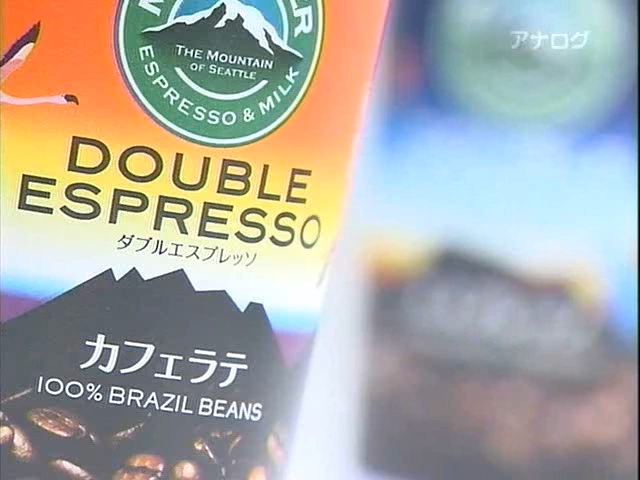 アナログ
THE MOUNTAIN
OF SEATTLE
ESPRESSO & MILK
DOUBLE
ESPRESSO
ダブルエスプレッソ
カフェラテ
100% BRAZIL BEANS